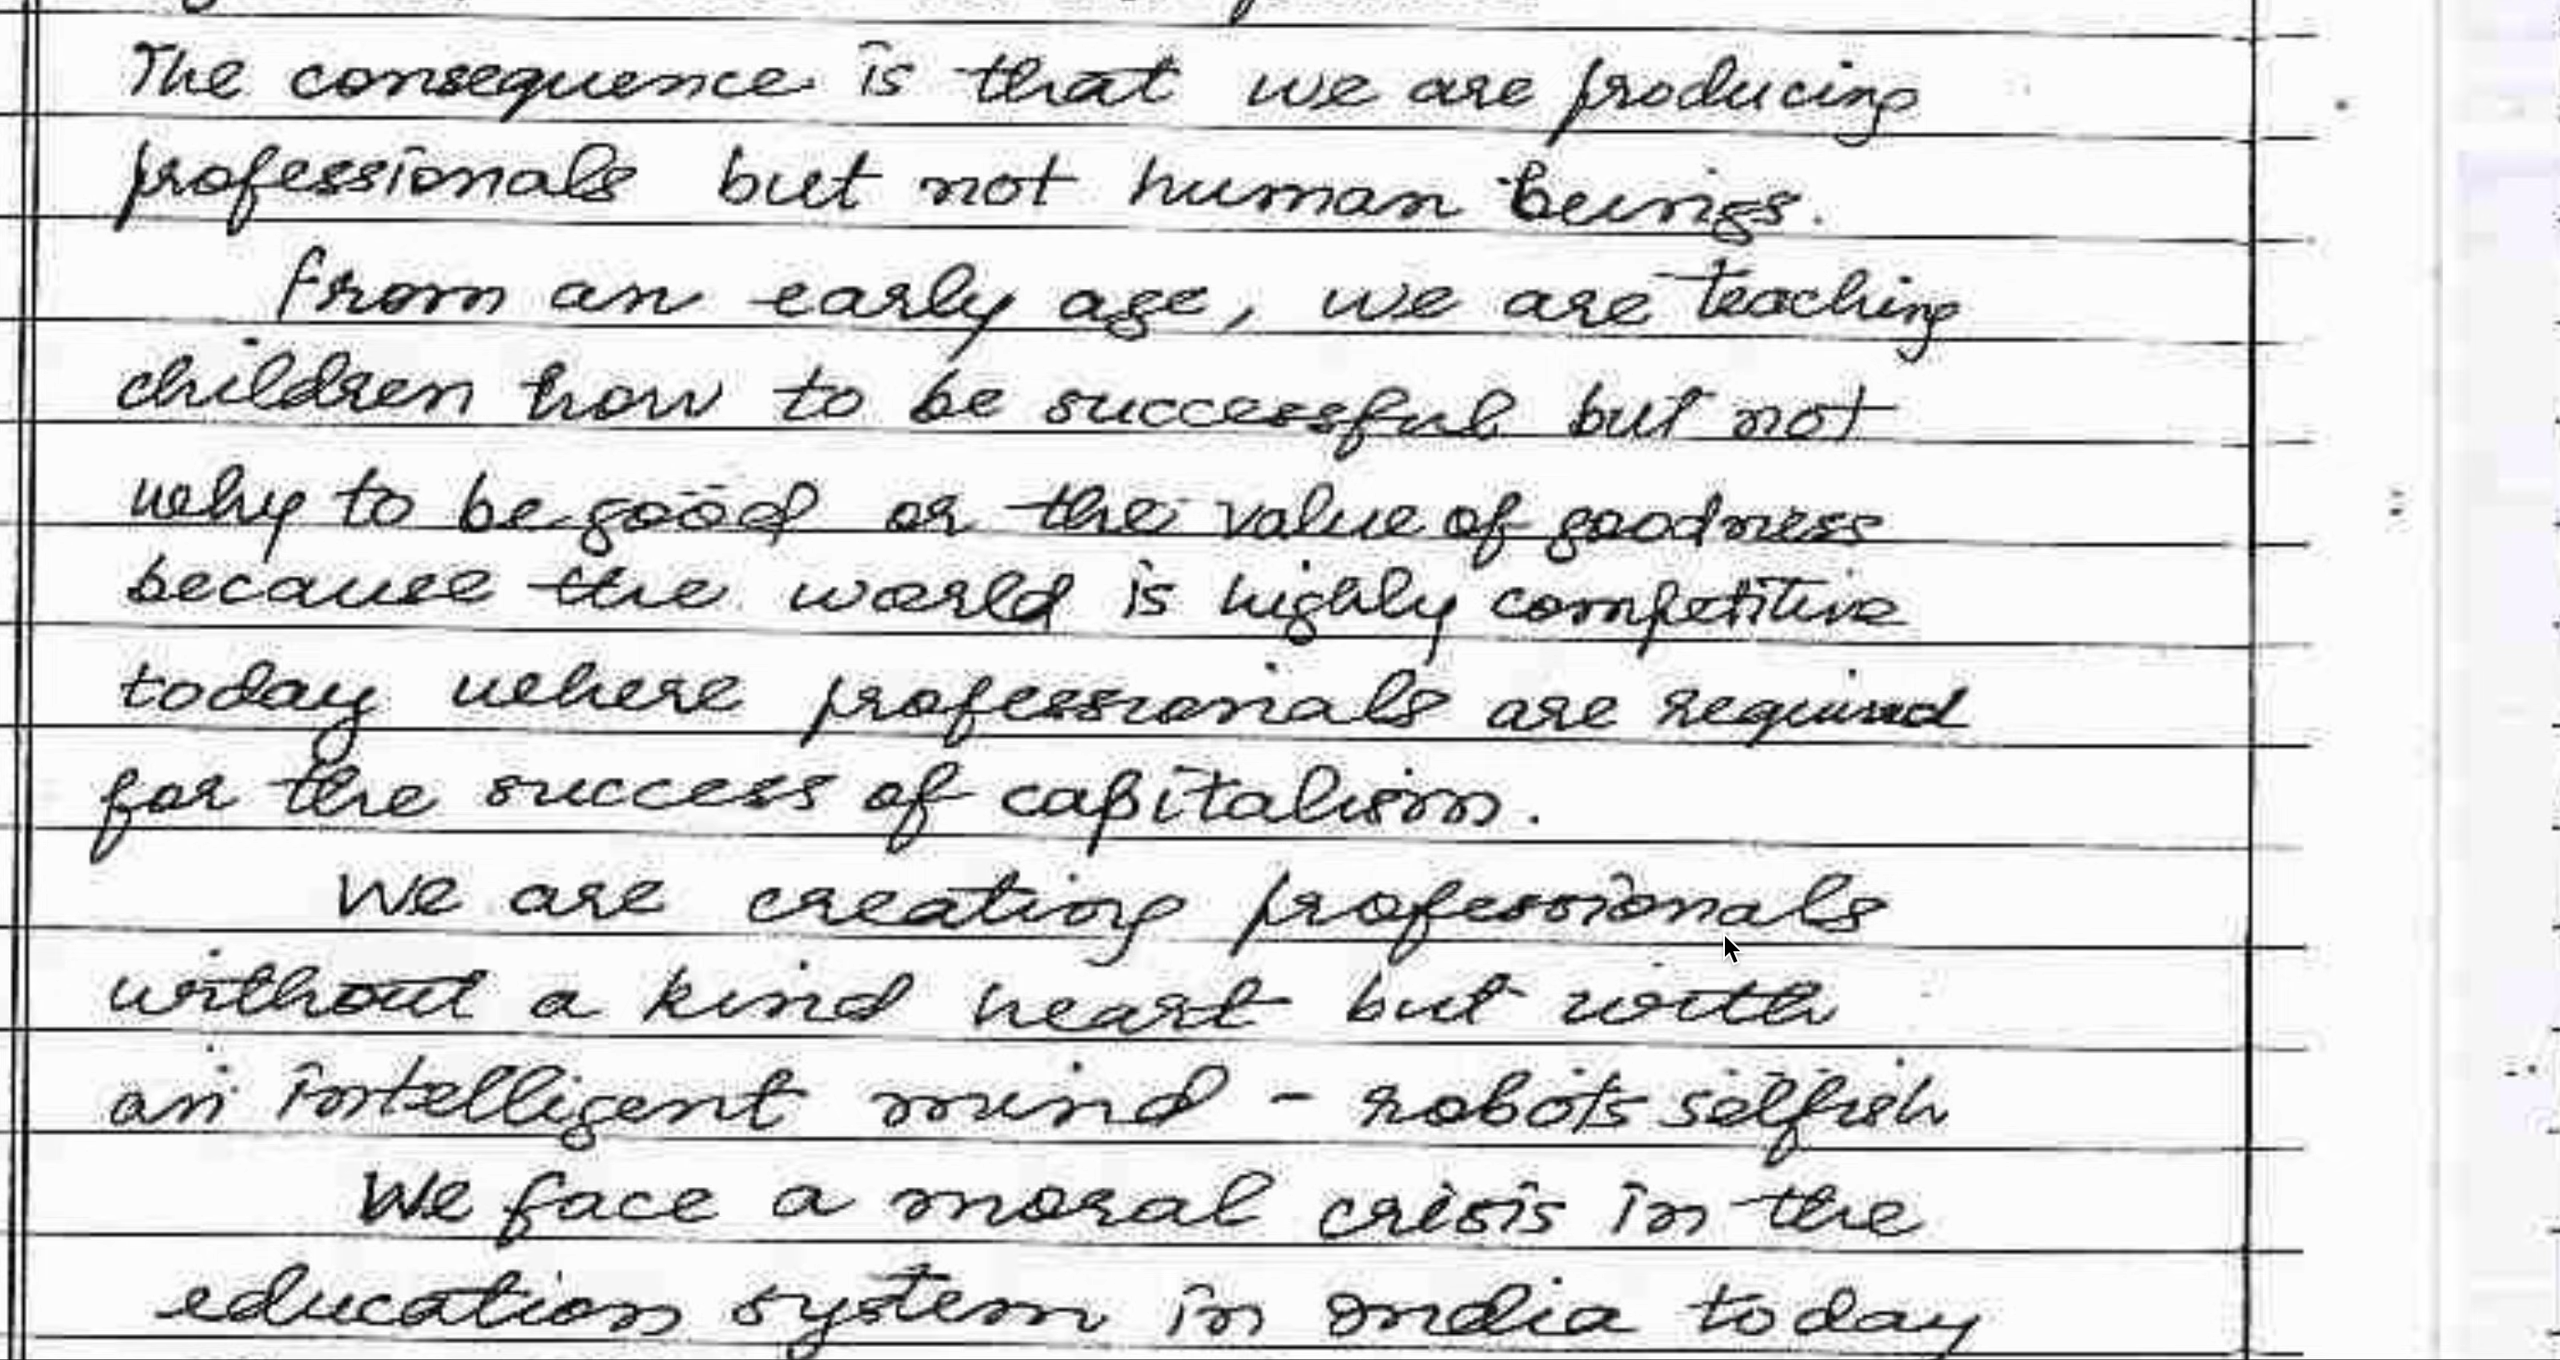 The consequence is that we are producing
professionals but not human beings.
From an early age, we are teaching
children how to be successful but not
why to be good or the value of goodness
because the world is highly competitive
today where professionals are required
for the success of capitalism.
We are creating professionals
without a kind heart but with
an intelligent mind - robots selfish
We face a moral crisis in the
education system in India today